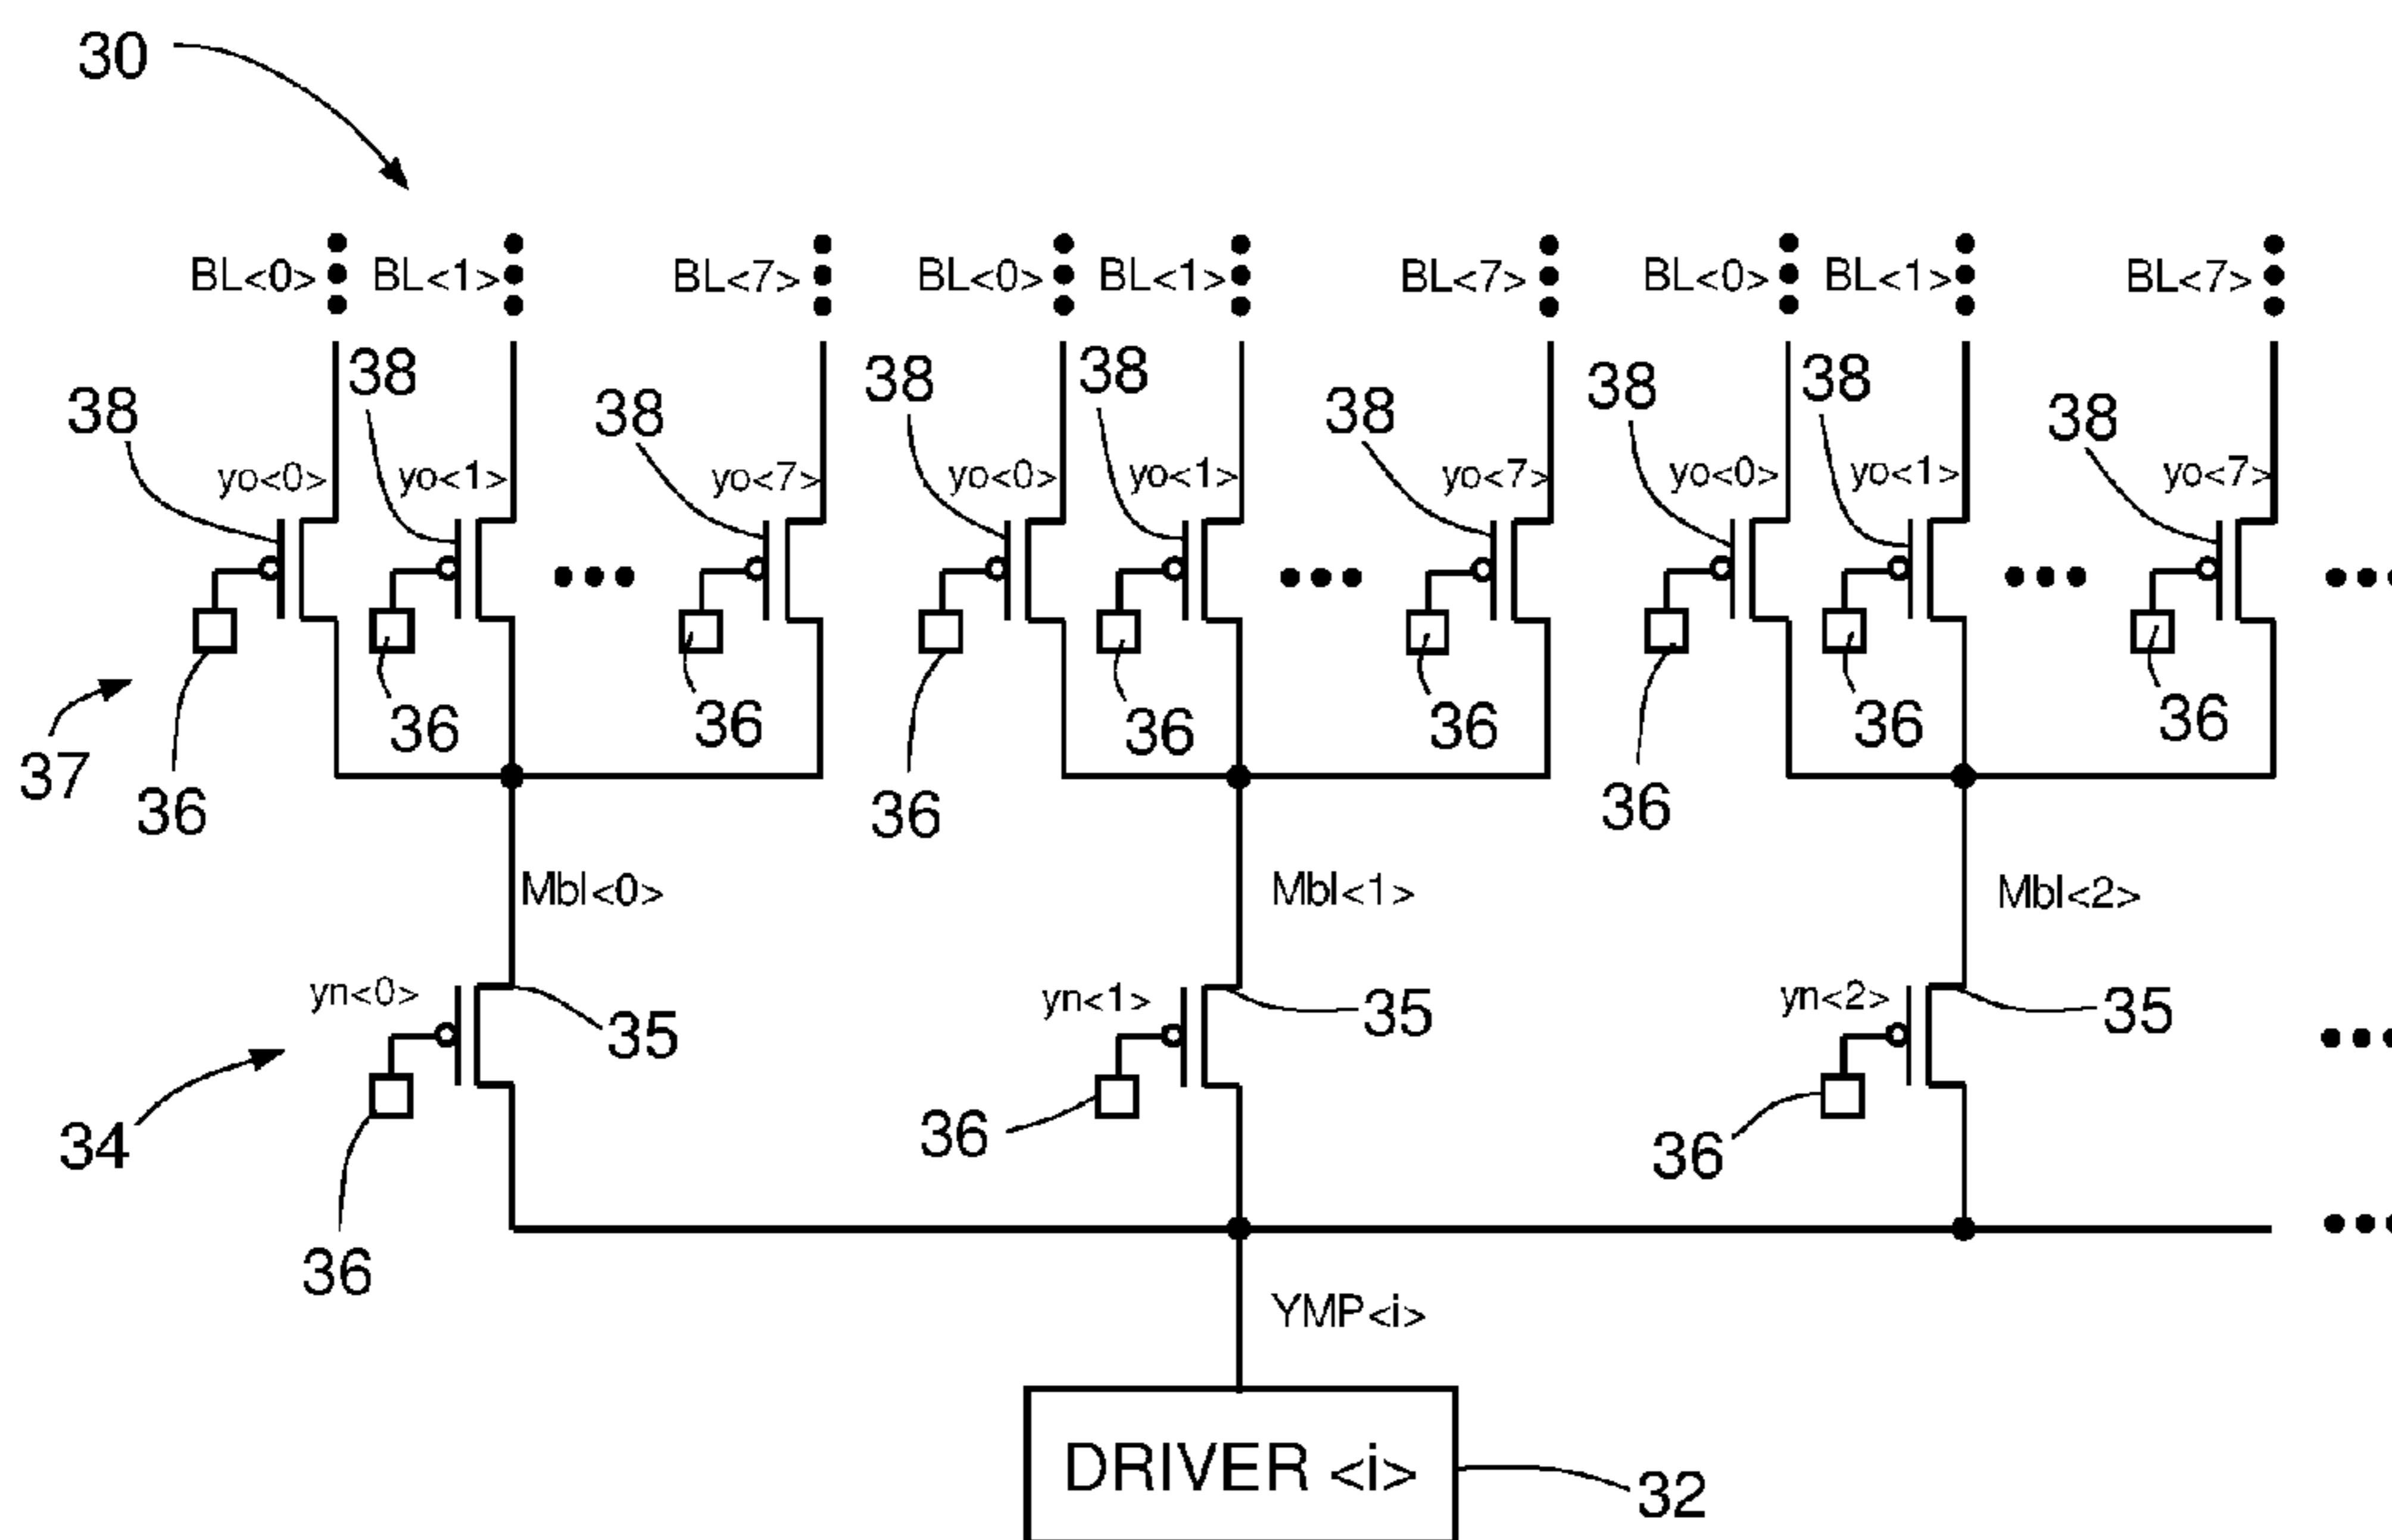 30
BL<0> BL<1> BL<7> BL<0> BL<1> BL<7> BL<0> BL<1> BL<7>
38 38 38 38 38 38 38 38 38
yo<0> yo<1> yo<7> yo<0> yo<1> yo<7> yo<0> yo<1> yo<7>
36 36 36 36 36 36
37 36 36 36
Mbl<0> Mbl<1> Mbl<2>
yn<0> yn<1> yn<2>
35 35 35
34 36 36
36
YMP<i>
DRIVER <i>
32